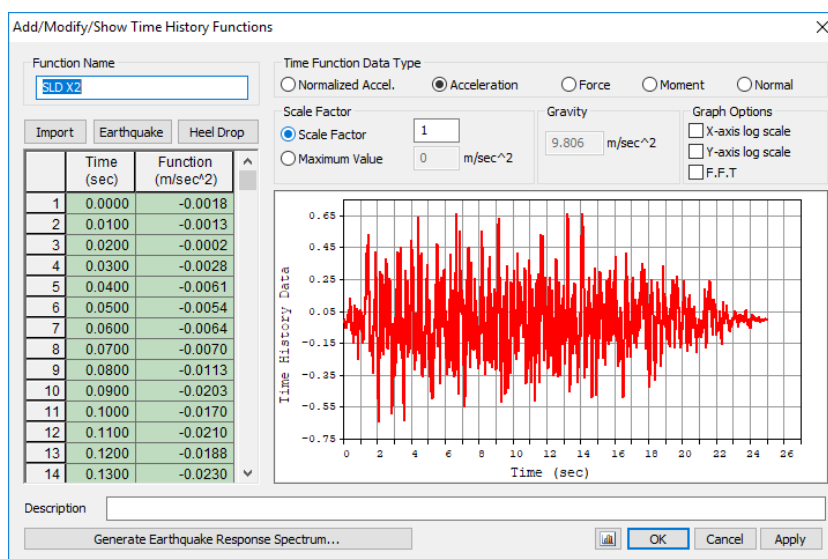 Add/Modify/Show Time History Functions
Function Name
SLD X2
Import Earthquake Heel Drop
Time (sec) Function (m/sec^2)
1 0.0000 -0.0018
2 0.0100 -0.0013
3 0.0200 -0.0002
4 0.0300 -0.0028
5 0.0400 -0.0061
6 0.0500 -0.0054
7 0.0600 -0.0064
8 0.0700 -0.0070
9 0.0800 -0.0113
10 0.0900 -0.0203
11 0.1000 -0.0170
12 0.1100 -0.0210
13 0.1200 -0.0188
14 0.1300 -0.0230
Time Function Data Type
Normalized Accel. Acceleration Force Moment Normal
Scale Factor
Scale Factor 1
Maximum Value 0 m/sec^2
Gravity
9.806 m/sec^2
Graph Options
X-axis log scale
Y-axis log scale
F.F.T
Time History Data
0.65
0.45
0.25
0.05
-0.15
-0.35
-0.55
-0.75
0 2 4 6 8 10 12 14 16 18 20 22 25 26
Time (sec)
Description
Generate Earthquake Response Spectrum... OK Cancel Apply